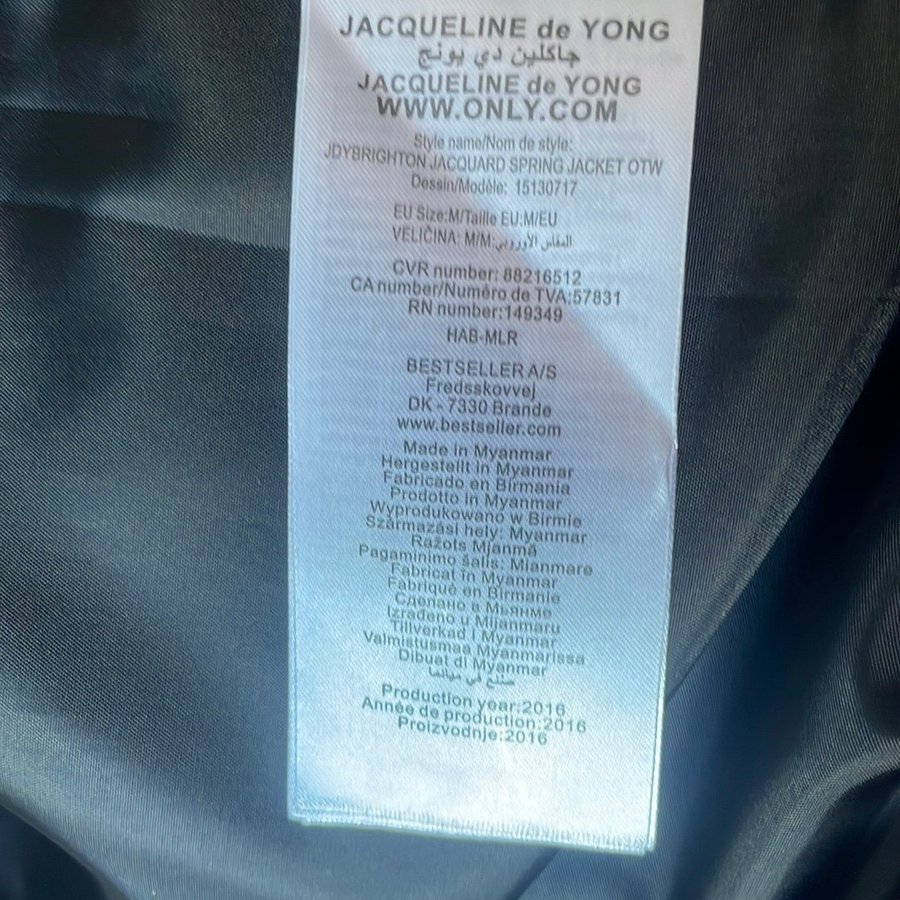 JACQUELINE de YONG
جاكلين دي يونج
JACQUELINE de YONG
WWW.ONLY.COM
Style name/Nom de style:
JDYBRIGHTON JACQUARD SPRING JACKET OTW
Dessin/Modèle: 15130717
EU Size:M/Taille EU:M/EU
VELIČINA: M/M:المقاس الأوروبي
CVR number: 88216512
CA number/Numéro de TVA:57831
RN number:149349
HAB-MLR
BESTSELLER A/S
Fredsskovvej
DK - 7330 Brande
www.bestseller.com
Made in Myanmar
Hergestellt in Myanmar
Fabricado en Birmania
Prodotto in Myanmar
Wyprodukowano w Birmie
Származási hely: Myanmar
Ražots Mjanmā
Pagaminimo šalis: Mianmare
Fabricat în Myanmar
Fabriqué en Birmanie
Сделано в Мьянме
Izrađeno u Mijanmaru
Tillverkad i Myanmar
Valmistusmaa Myanmarissa
Dibuat di Myanmar
صنع في ميانما
Production year:2016
Année de production:2016
Proizvodnje:2016